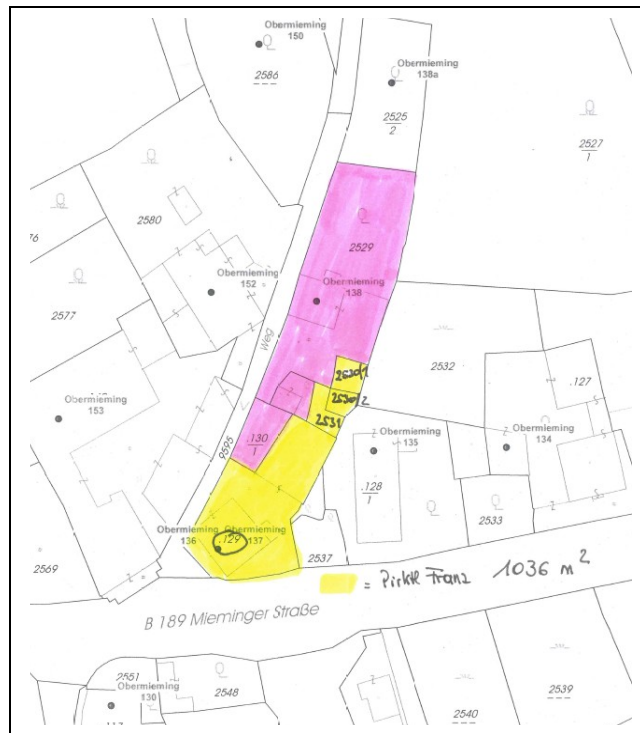 Obermieming
150
2586
Obermieming
138a
2525
2
2527
1
2580
2529
76
Obermieming
152
Obermieming
138
2577
Weg
2532
2530/1
2530/2
.127
2531
Obermieming
153
9595
.130
1
Obermieming
135
Obermieming
134
.128
1
2533
Obermieming
136
.129
Obermieming
137
2569
2537
= Pirktl Franz 1036 m²
B 189 Mieminger Straße
2551
Obermieming
130
2548
2539
2540